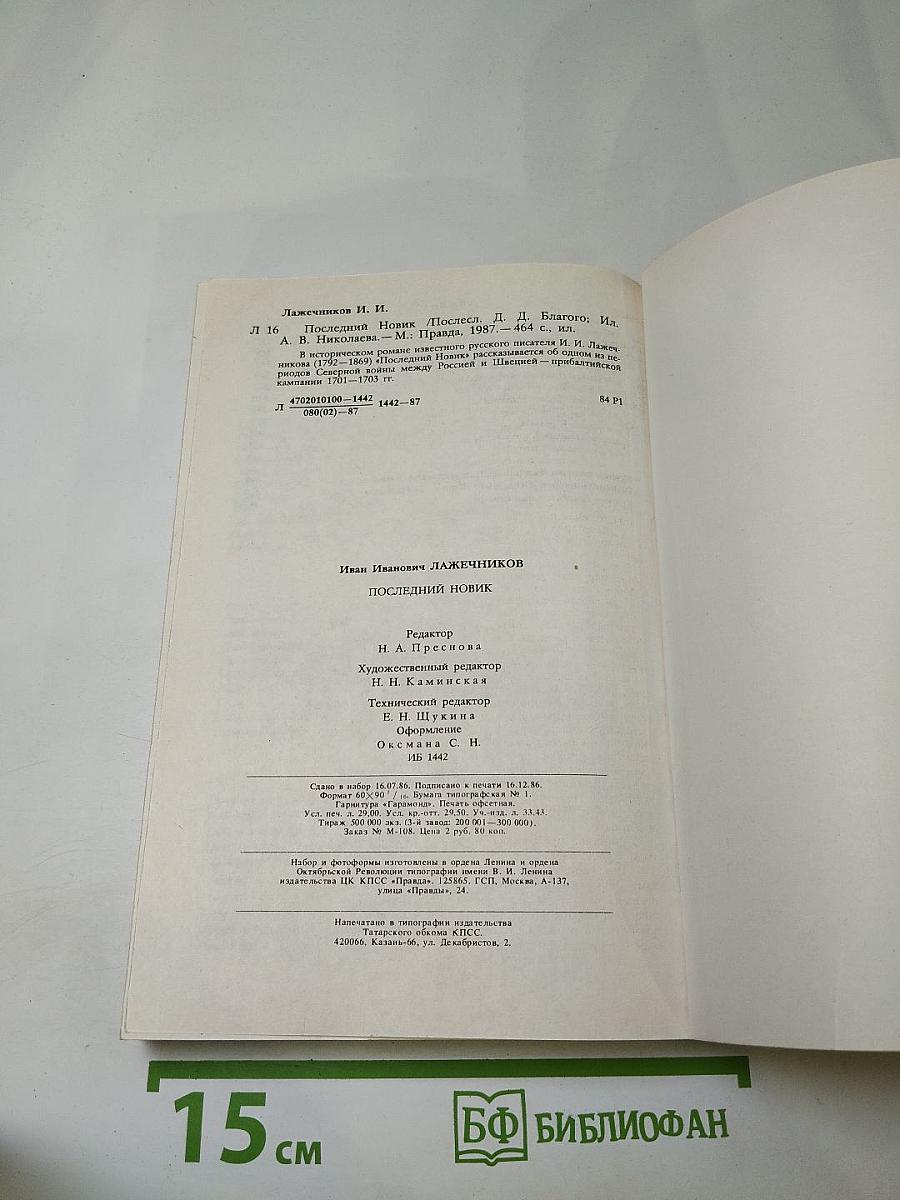 Лажечников И. И.
Л 16 Последний Новик /Послесл. Д. Д. Благого; Ил.
А. В. Николаева.— М.: Правда, 1987.— 464 с., ил.
В историческом романе известного русского писателя И. И. Лажеч-
никова (1792—1869) «Последний Новик» рассказывается об одном из пе-
риодов Северной войны между Россией и Швецией — прибалтийской
кампании 1701—1703 гг.
Л 4702010100—1442 1442—87 84 Р1
080(02)—87
Иван Иванович ЛАЖЕЧНИКОВ
ПОСЛЕДНИЙ НОВИК
Редактор
Н. А. Преснова
Художественный редактор
Н. Н. Каминская
Технический редактор
Е. Н. Щукина
Оформление
Оксмана С. Н.
ИБ 1442
Сдано в набор 16.07.86. Подписано к печати 16.12.86.
Формат 60×90 1/16. Бумага типографская № 1.
Гарнитура «Гарамонд». Печать офсетная.
Усл. печ. л. 29,00. Усл. кр.-отт. 29,50. Уч.-изд. л. 33,43.
Тираж 500 000 экз. (3-й завод: 200 001—300 000).
Заказ № М-108. Цена 2 руб. 80 коп.
Набор и фотоформы изготовлены в ордена Ленина и ордена
Октябрьской Революции типографии имени В. И. Ленина
издательства ЦК КПСС «Правда». 125865. ГСП, Москва, А-137,
улица «Правды», 24.
Напечатано в типографии издательства
Татарского обкома КПСС.
420066, Казань-66, ул. Декабристов, 2.
15 см
БФ БИБЛИОФАН